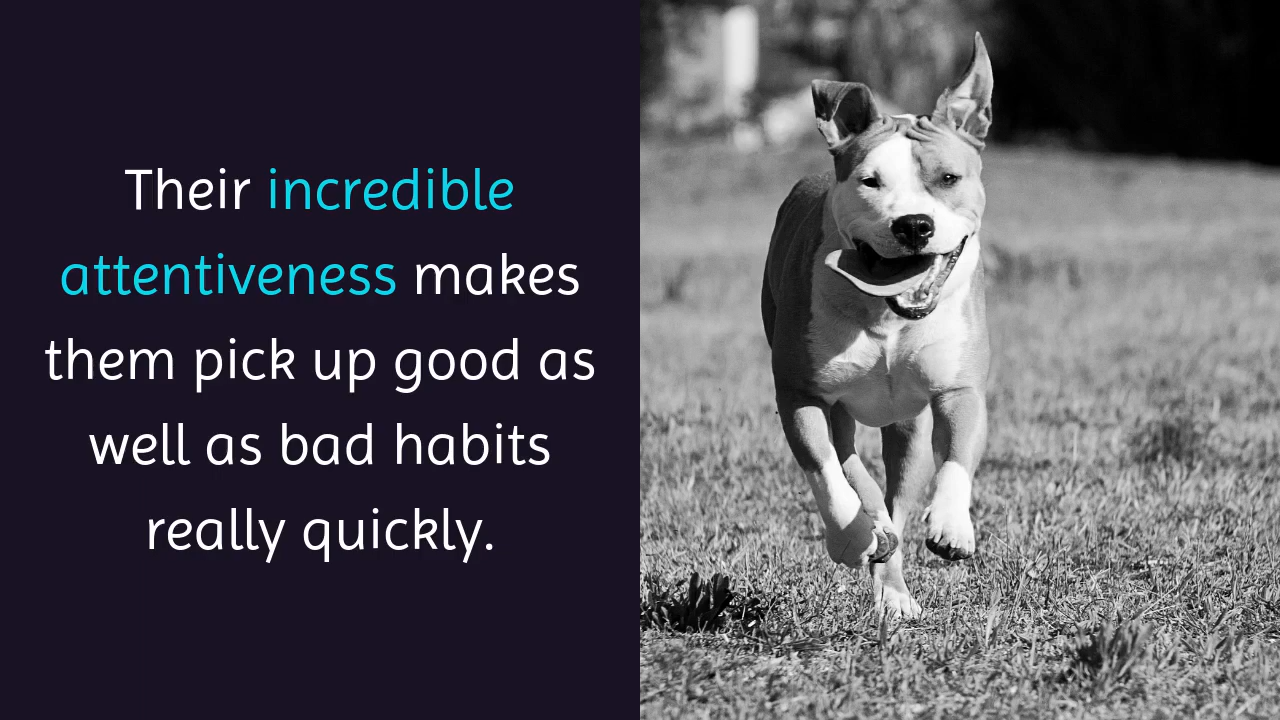 Their incredible
attentiveness makes
them pick up good as
well as bad habits
really quickly.